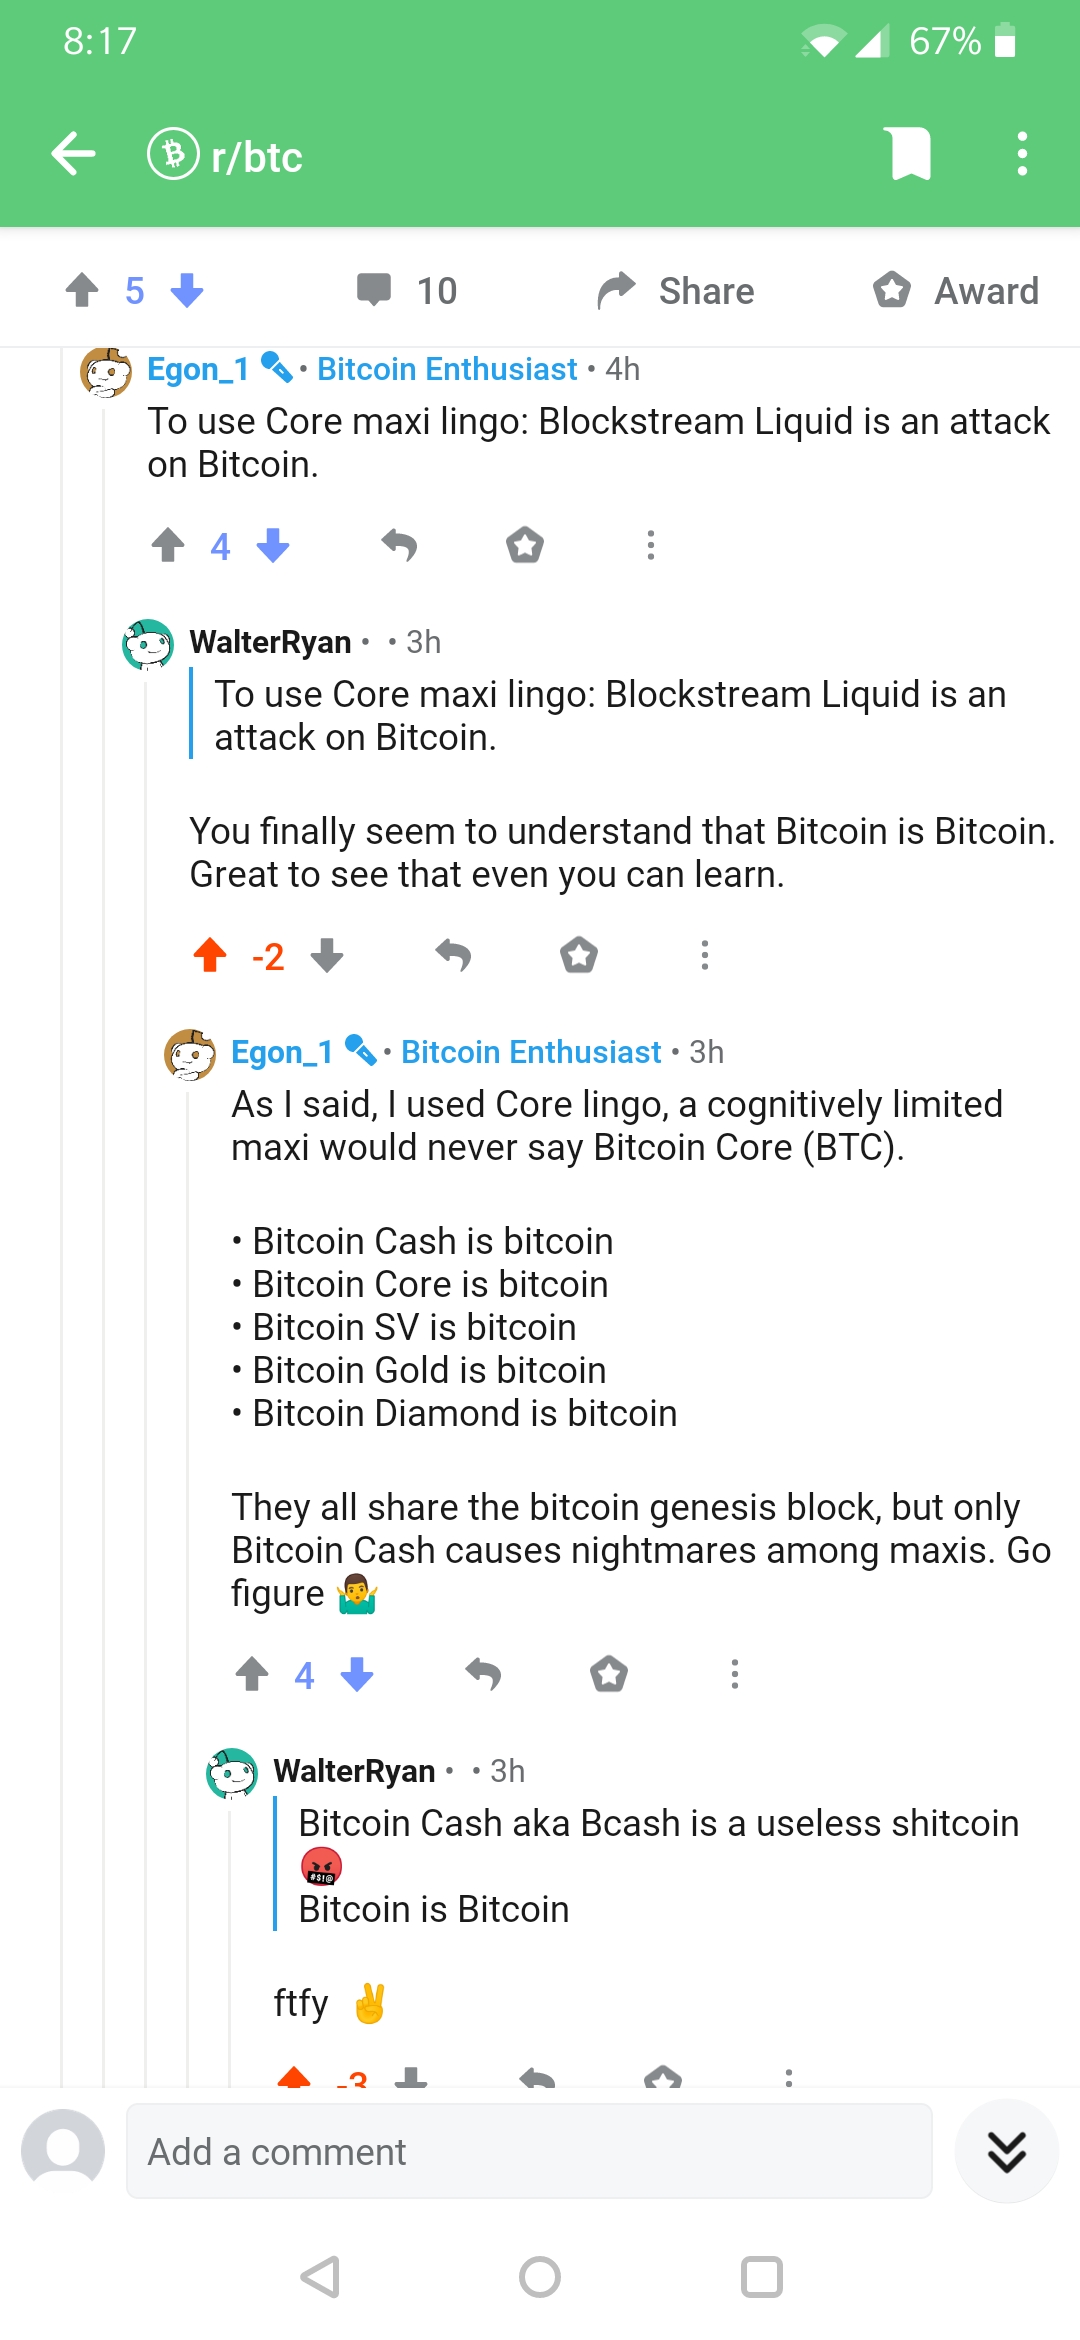 8:17
67%
r/btc
5
10
Share
Award
Egon_1 • Bitcoin Enthusiast • 4h
To use Core maxi lingo: Blockstream Liquid is an attack
on Bitcoin.
4
WalterRyan • • 3h
To use Core maxi lingo: Blockstream Liquid is an
attack on Bitcoin.
You finally seem to understand that Bitcoin is Bitcoin.
Great to see that even you can learn.
-2
Egon_1 • Bitcoin Enthusiast • 3h
As I said, I used Core lingo, a cognitively limited
maxi would never say Bitcoin Core (BTC).
• Bitcoin Cash is bitcoin
• Bitcoin Core is bitcoin
• Bitcoin SV is bitcoin
• Bitcoin Gold is bitcoin
• Bitcoin Diamond is bitcoin
They all share the bitcoin genesis block, but only
Bitcoin Cash causes nightmares among maxis. Go
figure 🤷‍♂️
4
WalterRyan • • 3h
Bitcoin Cash aka Bcash is a useless shitcoin
🤬
Bitcoin is Bitcoin
ftfy ✌️
-3
Add a comment